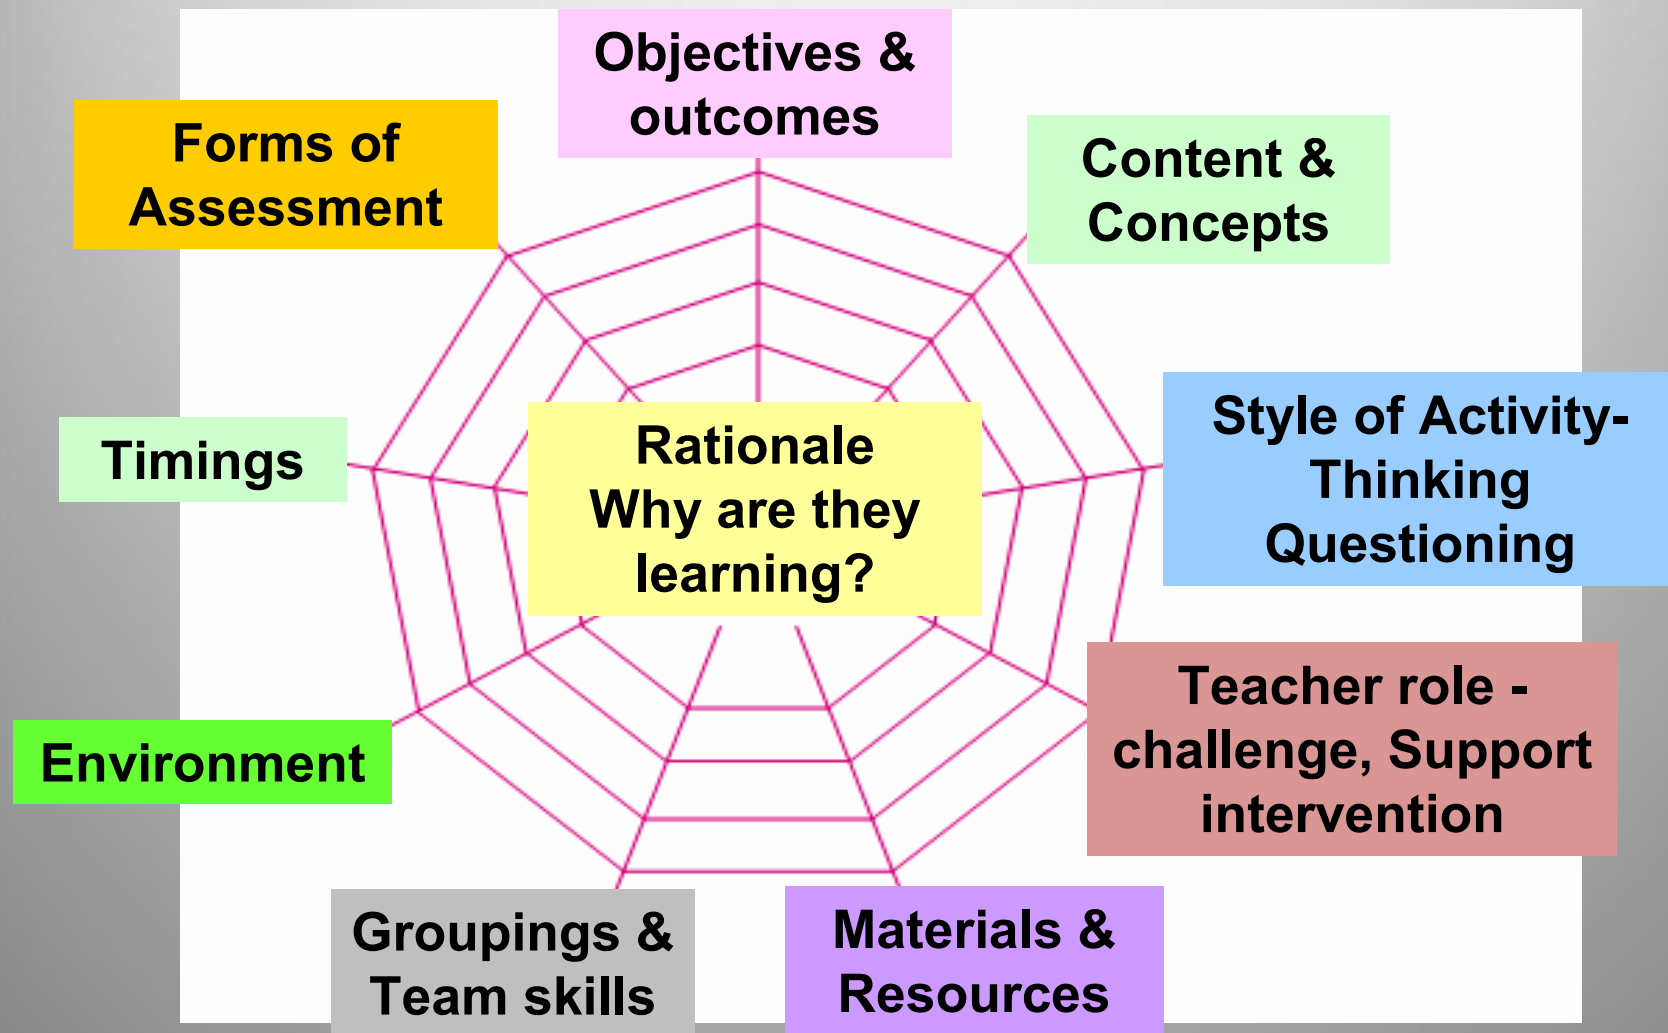 Objectives &
outcomes
Forms of
Assessment
Content &
Concepts
Timings
Rationale
Why are they
learning?
Style of Activity-
Thinking
Questioning
Environment
Teacher role -
challenge, Support
intervention
Groupings &
Team skills
Materials &
Resources